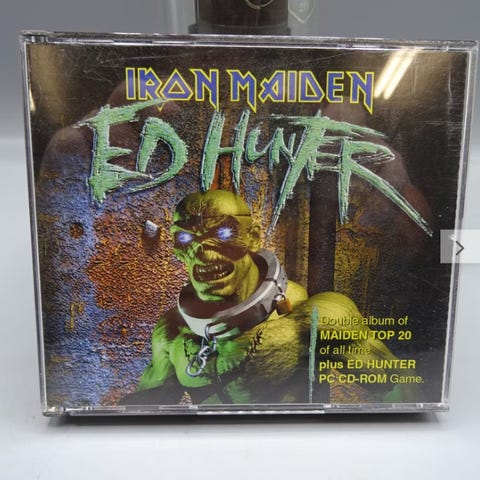 IRON MAIDEN
ED HUNTER
Double album of
MAIDEN TOP 20
of all time
plus ED HUNTER
PC CD-ROM Game.